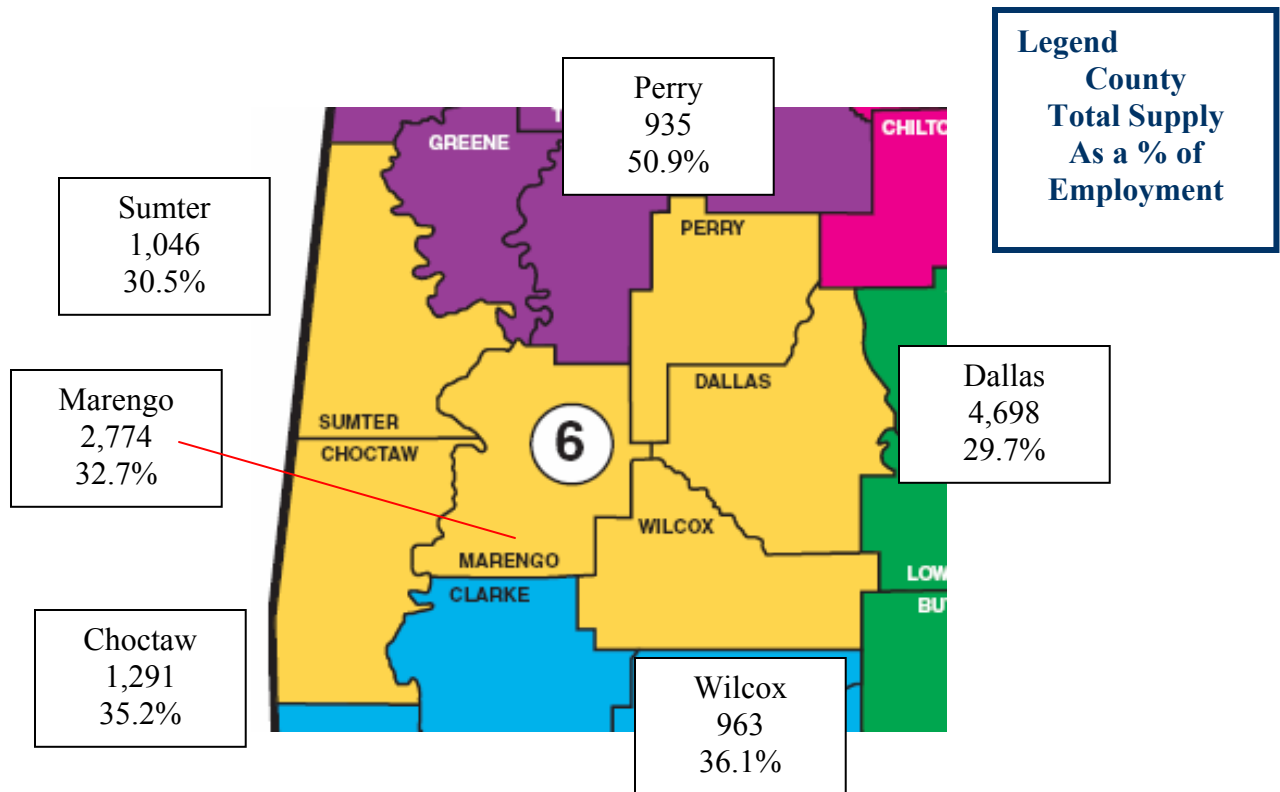 Legend
County
Total Supply
As a % of
Employment
Perry
935
50.9%
GREENE
CHILTO
Sumter
1,046
30.5%
PERRY
Marengo
2,774
32.7%
SUMTER
CHOCTAW
6
DALLAS
Dallas
4,698
29.7%
WILCOX
MARENGO
CLARKE
LOW
BU
Choctaw
1,291
35.2%
Wilcox
963
36.1%